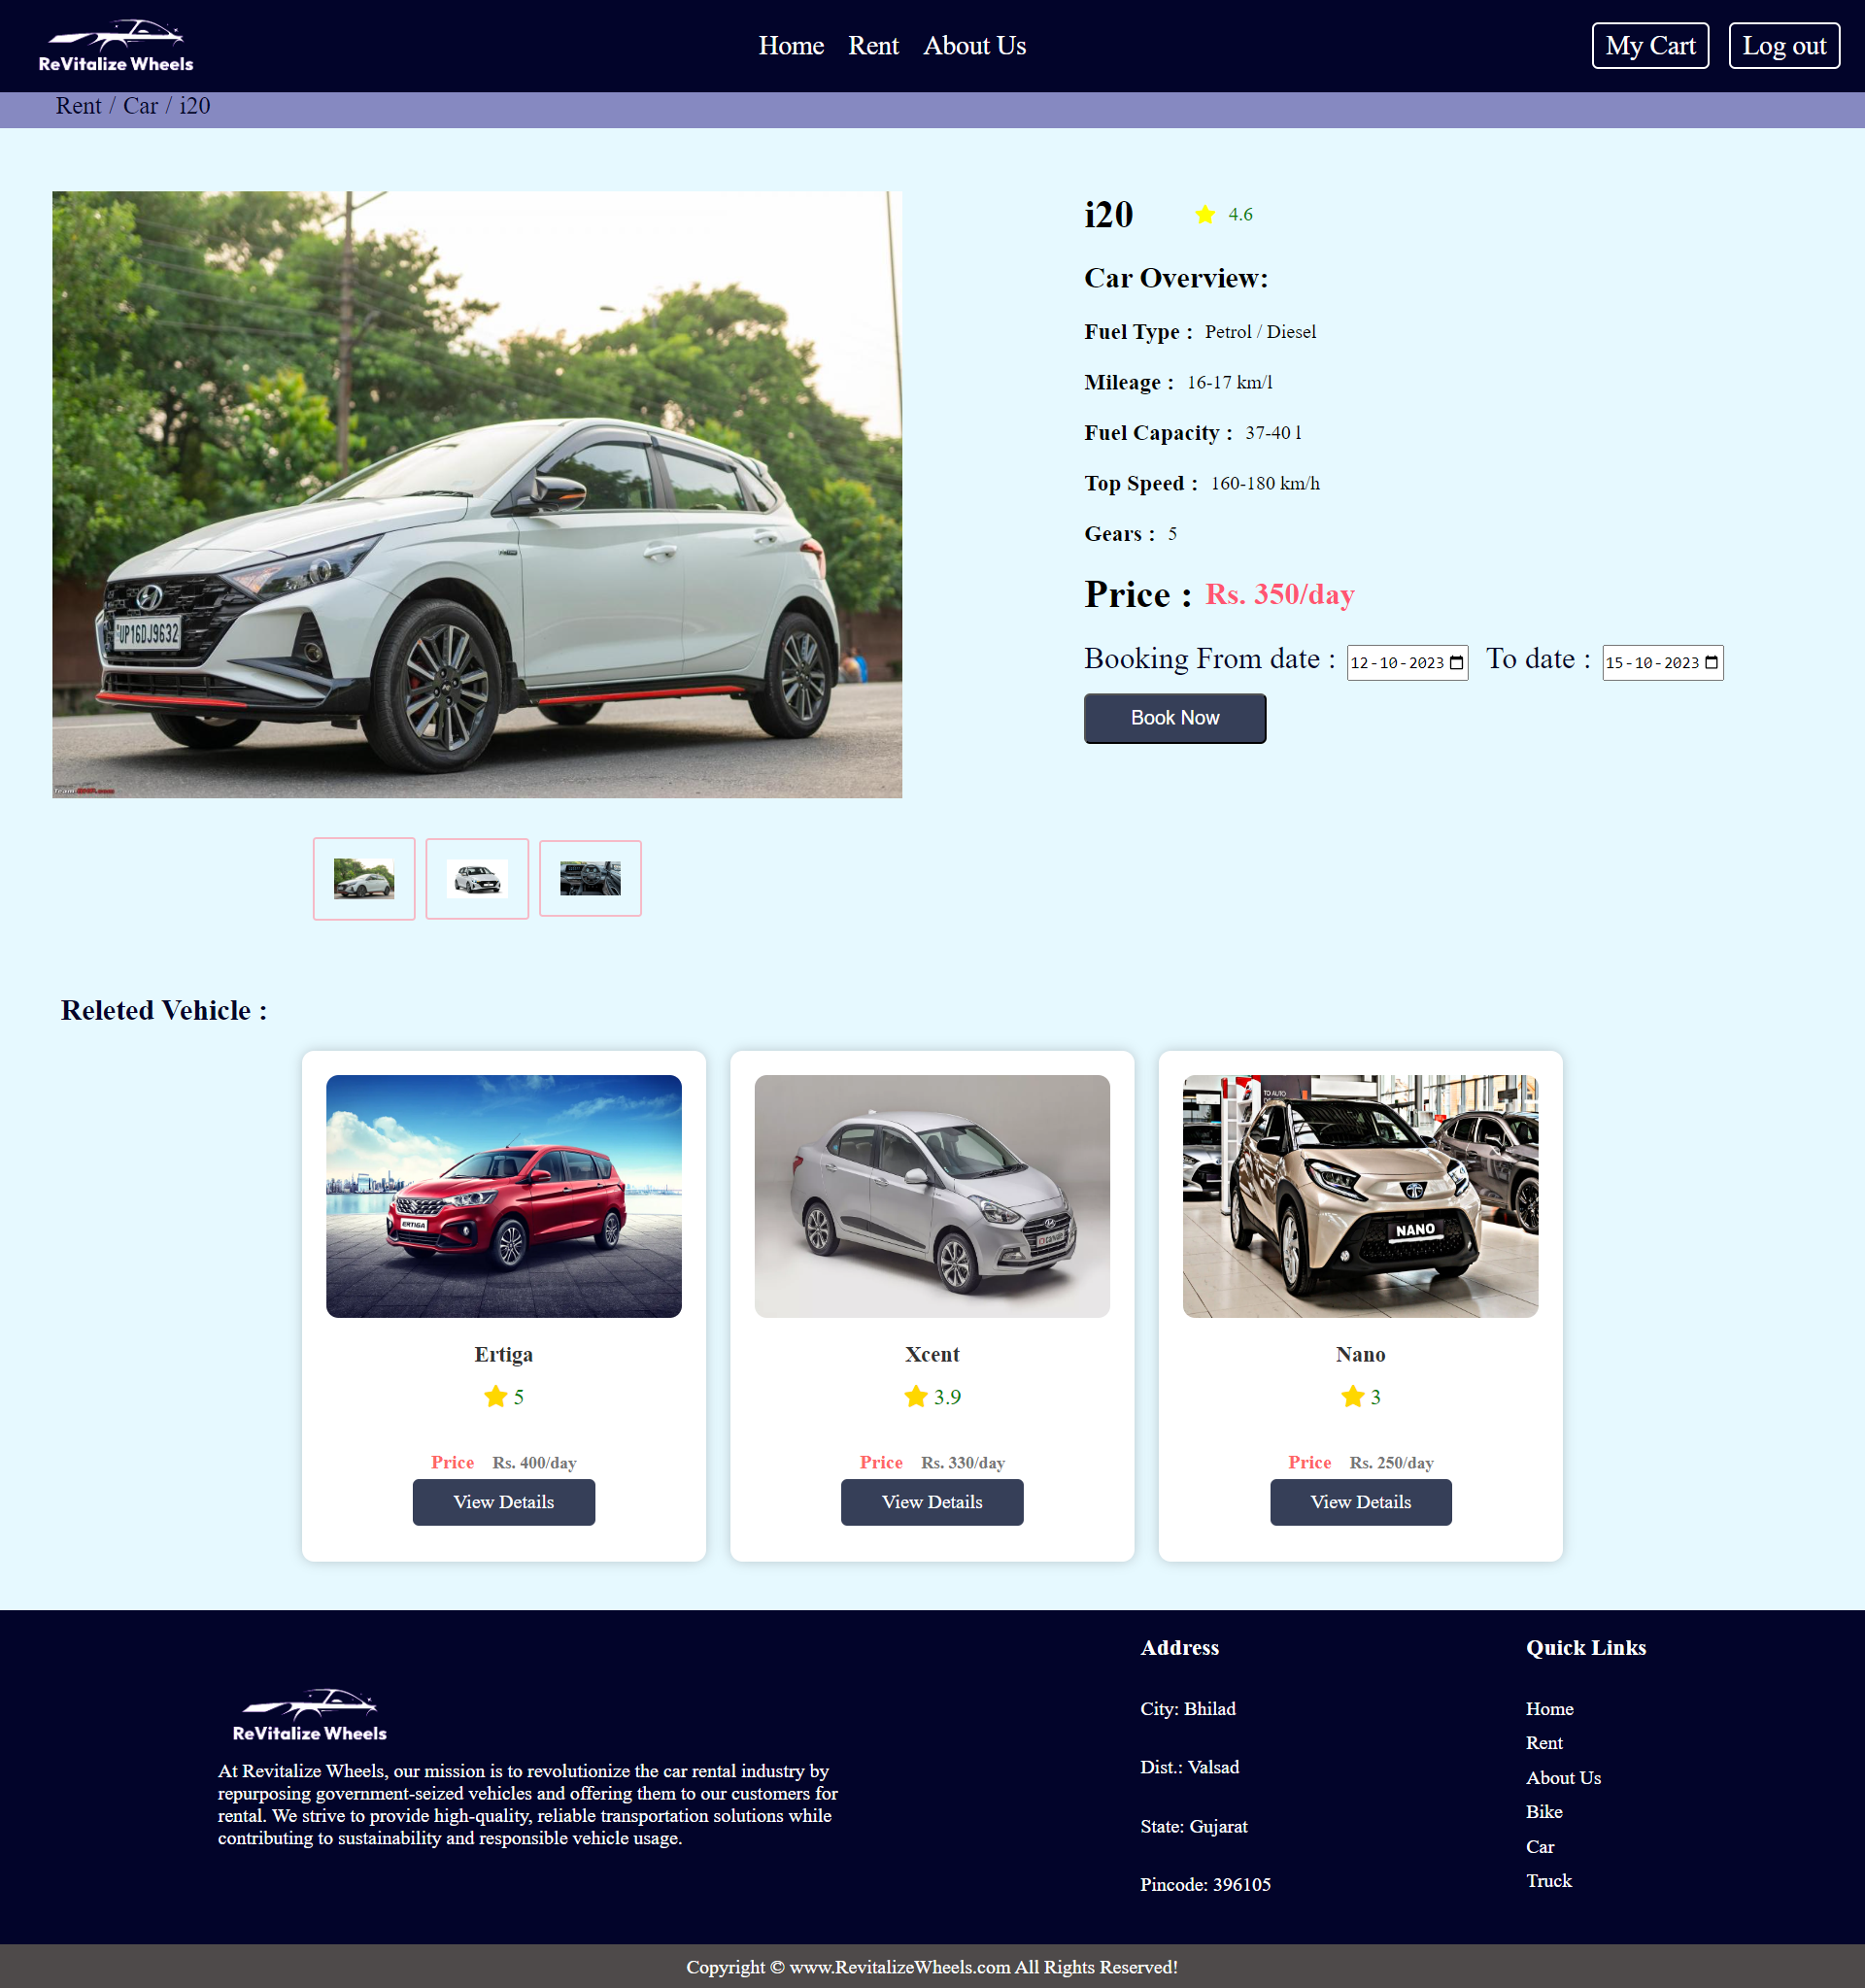 ReVitalize Wheels
Home Rent About Us
My Cart Log out
Rent / Car / i20
i20 4.6
Car Overview:
Fuel Type : Petrol / Diesel
Mileage : 16-17 km/l
Fuel Capacity : 37-40 l
Top Speed : 160-180 km/h
Gears : 5
Price : Rs. 350/day
Booking From date : 12-10-2023 To date : 15-10-2023
Book Now
UP16DJ9632
Releted Vehicle :
ERTIGA
NANO
Ertiga
5
Price Rs. 400/day
View Details
Xcent
3.9
Price Rs. 330/day
View Details
Nano
3
Price Rs. 250/day
View Details
ReVitalize Wheels
At Revitalize Wheels, our mission is to revolutionize the car rental industry by
repurposing government-seized vehicles and offering them to our customers for
rental. We strive to provide high-quality, reliable transportation solutions while
contributing to sustainability and responsible vehicle usage.
Address
City: Bhilad
Dist.: Valsad
State: Gujarat
Pincode: 396105
Quick Links
Home
Rent
About Us
Bike
Car
Truck
Copyright © www.RevitalizeWheels.com All Rights Reserved!